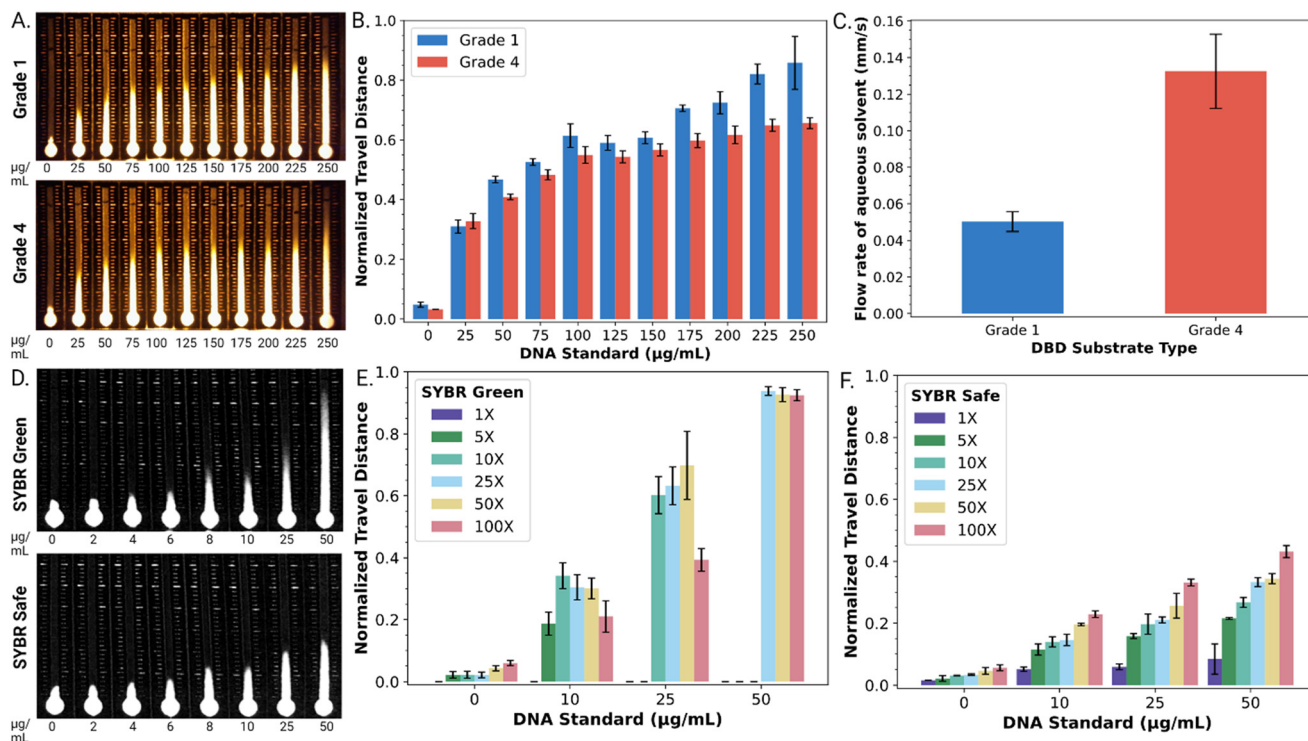 A.
Grade 1
µg/mL
0 25 50 75 100 125 150 175 200 225 250
Grade 4
µg/mL
0 25 50 75 100 125 150 175 200 225 250
B.
Normalized Travel Distance
1.0
0.8
0.6
0.4
0.2
0.0
Grade 1
Grade 4
0 25 50 75 100 125 150 175 200 225 250
DNA Standard (µg/mL)
C.
Flow rate of aqueous solvent (mm/s)
0.16
0.14
0.12
0.10
0.08
0.06
0.04
0.02
0.00
Grade 1 Grade 4
DBD Substrate Type
D.
SYBR Green
µg/
mL
0 2 4 6 8 10 25 50
SYBR Safe
µg/
mL
0 2 4 6 8 10 25 50
E.
Normalized Travel Distance
1.0
0.8
0.6
0.4
0.2
0.0
SYBR Green
1X
5X
10X
25X
50X
100X
0 10 25 50
DNA Standard (µg/mL)
F.
Normalized Travel Distance
1.0
0.8
0.6
0.4
0.2
0.0
SYBR Safe
1X
5X
10X
25X
50X
100X
0 10 25 50
DNA Standard (µg/mL)